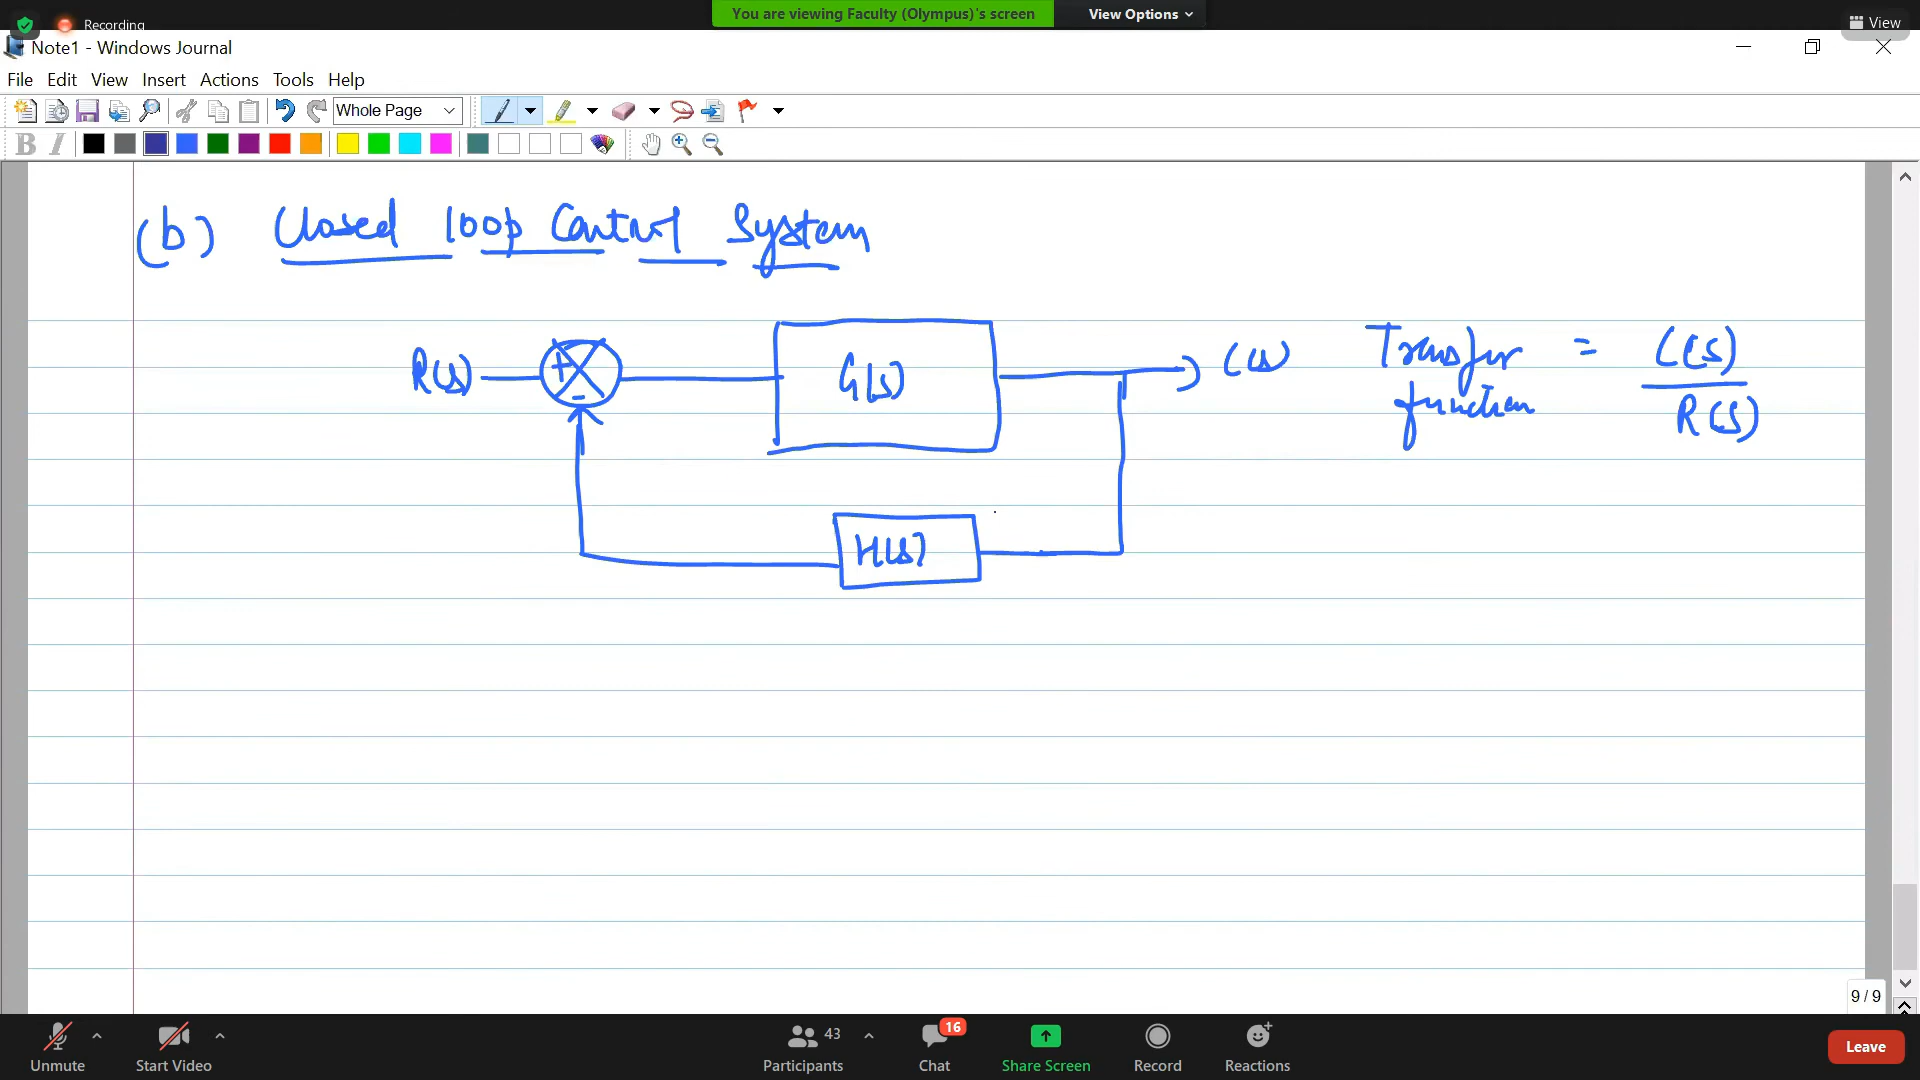 Recording
You are viewing Faculty (Olympus)'s screen
View Options
View
Note1 - Windows Journal
File Edit View Insert Actions Tools Help
Whole Page
B I
(b) Closed loop Control System
R(s) + - G(s) C(s)
H(s)
Transfer function = C(s) / R(s)
9 / 9
Unmute
Start Video
43
Participants
16
Chat
Share Screen
Record
Reactions
Leave